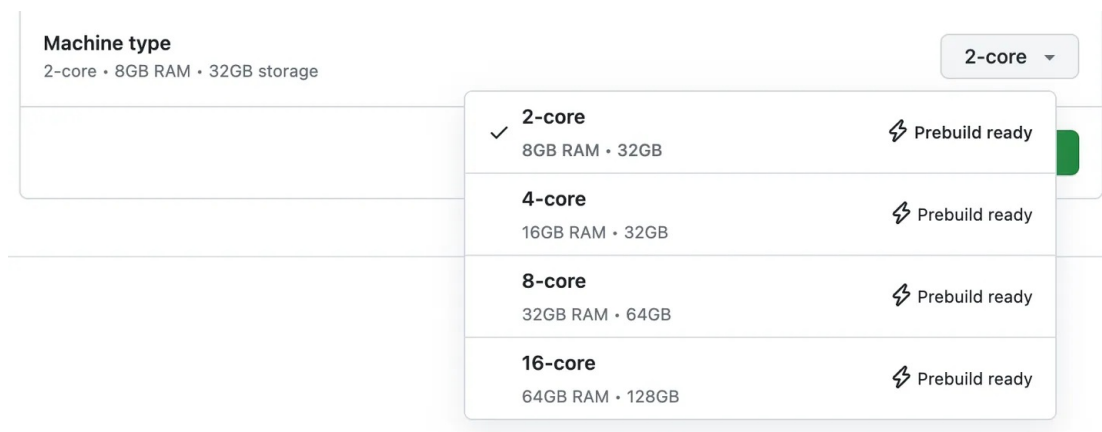 Machine type
2-core • 8GB RAM • 32GB storage
2-core
2-core
8GB RAM • 32GB
Prebuild ready
4-core
16GB RAM • 32GB
Prebuild ready
8-core
32GB RAM • 64GB
Prebuild ready
16-core
64GB RAM • 128GB
Prebuild ready